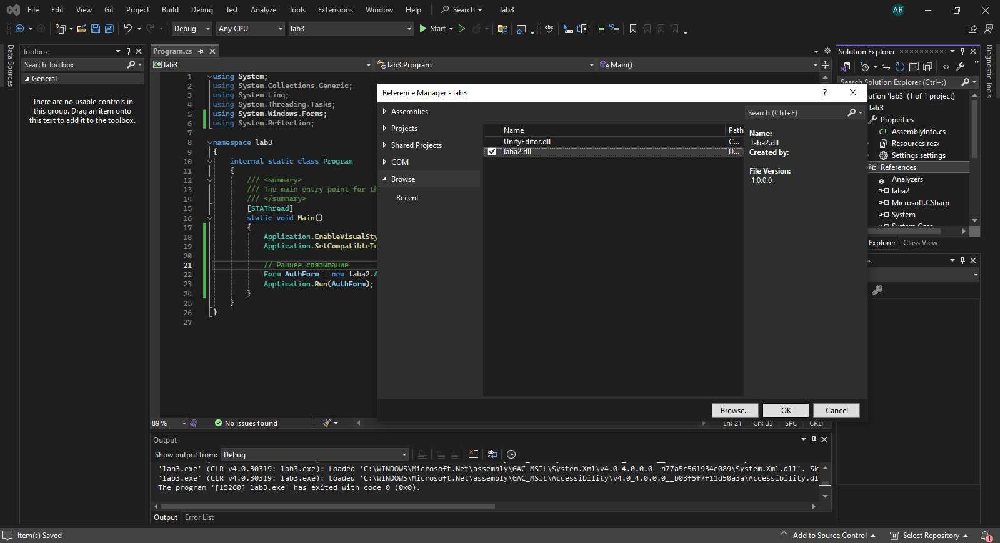 File Edit View Git Project Build Debug Test Analyze Tools Extensions Window Help Search lab3 AB
Debug Any CPU lab3 Start
Data Sources
Toolbox
Search Toolbox
General
There are no usable controls in
this group. Drag an item onto
this text to add it to the toolbox.
Program.cs
C# lab3 lab3.Program Main()
1 using System;
2 using System.Collections.Generic;
3 using System.Linq;
4 using System.Threading.Tasks;
5 using System.Windows.Forms;
6 using System.Reflection;
7
8 namespace lab3
9 {
10 internal static class Program
11 {
12 /// <summary>
13 /// The main entry point for th
14 /// </summary>
15 [STAThread]
16 static void Main()
17 {
18 Application.EnableVisualSty
19 Application.SetCompatibleTe
20
21 // Раннее связывание
22 Form AuthForm = new laba2.A
23 Application.Run(AuthForm);
24 }
25 }
26 }
27
89 % No issues found Ln: 21 Ch: 33 SPC CRLF
Reference Manager - lab3 ?
Assemblies
Projects
Shared Projects
COM
Browse
Recent
Search (Ctrl+E)
Name Path
UnityEditor.dll C...
laba2.dll D...
Name:
laba2.dll
Created by:
File Version:
1.0.0.0
Browse... OK Cancel
Solution Explorer
Search Solution Explorer (Ctrl+;)
ution 'lab3' (1 of 1 project)
lab3
Properties
C# AssemblyInfo.cs
Resources.resx
Settings.settings
References
Analyzers
laba2
Microsoft.CSharp
System
System.Core
Explorer Class View
es
Diagnostic Tools
Output
Show output from: Debug
'lab3.exe' (CLR v4.0.30319: lab3.exe): Loaded 'C:\WINDOWS\Microsoft.Net\assembly\GAC_MSIL\System.Xml\v4.0_4.0.0.0__b77a5c561934e089\System.Xml.dll'. Sk
'lab3.exe' (CLR v4.0.30319: lab3.exe): Loaded 'C:\WINDOWS\Microsoft.Net\assembly\GAC_MSIL\Accessibility\v4.0_4.0.0.0__b03f5f7f11d50a3a\Accessibility.dl
The program '[15260] lab3.exe' has exited with code 0 (0x0).
Output Error List
Item(s) Saved Add to Source Control Select Repository 1